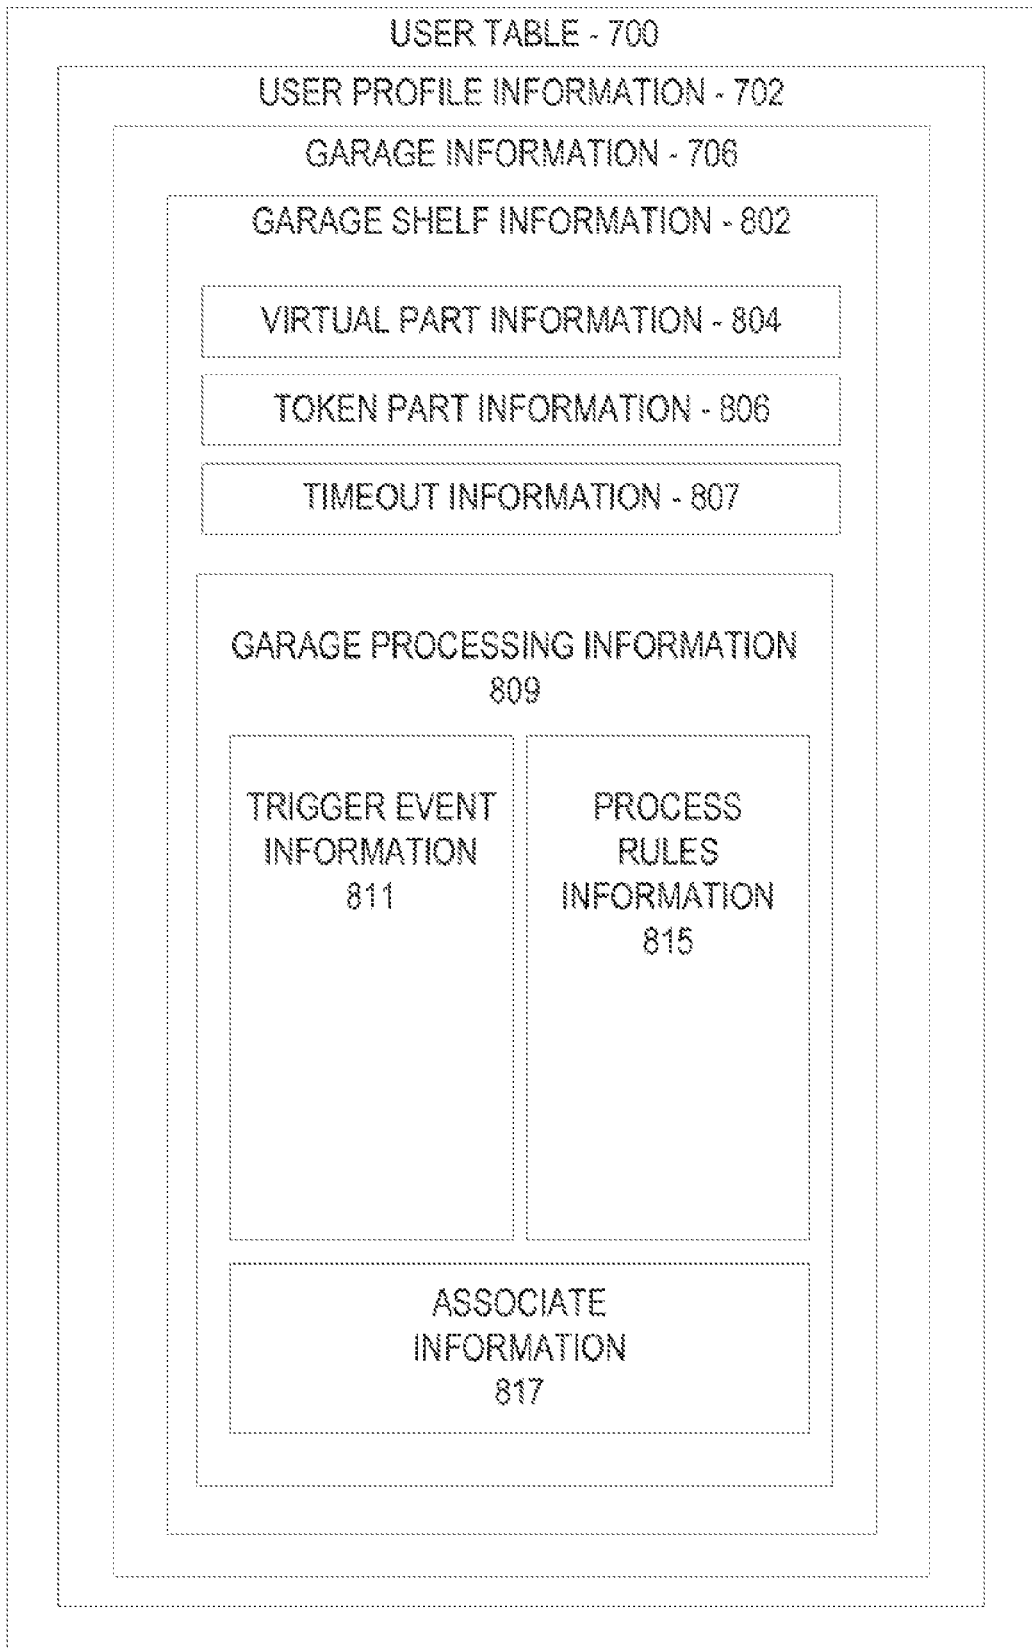 USER TABLE - 700
USER PROFILE INFORMATION - 702
GARAGE INFORMATION - 706
GARAGE SHELF INFORMATION - 802
VIRTUAL PART INFORMATION - 804
TOKEN PART INFORMATION - 806
TIMEOUT INFORMATION - 807
GARAGE PROCESSING INFORMATION
809
TRIGGER EVENT
INFORMATION
811
PROCESS
RULES
INFORMATION
815
ASSOCIATE
INFORMATION
817